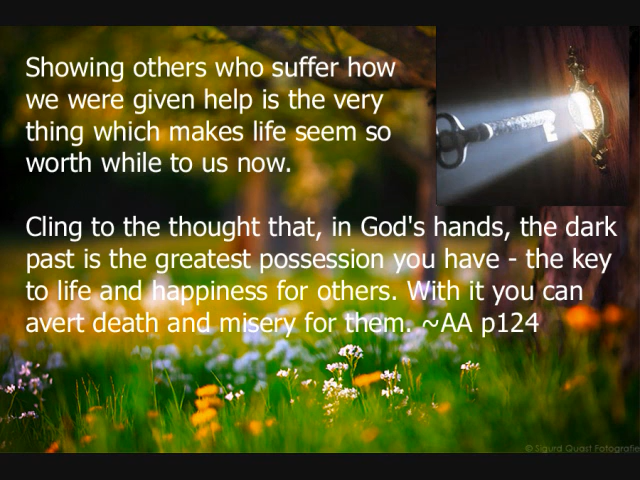 Showing others who suffer how
we were given help is the very
thing which makes life seem so
worth while to us now.
Cling to the thought that, in God's hands, the dark
past is the greatest possession you have - the key
to life and happiness for others. With it you can
avert death and misery for them. ~AA p124
© Sigurd Quast Fotografie